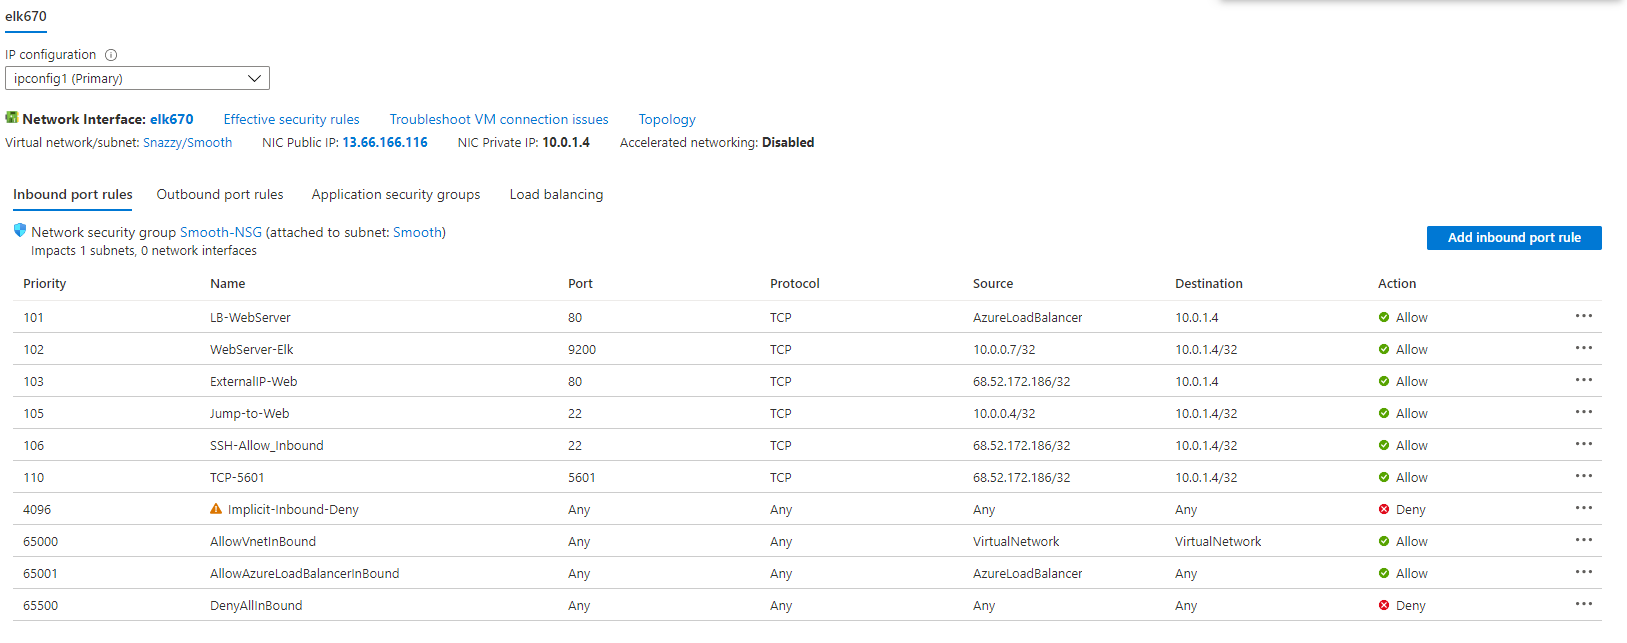 elk670
IP configuration
ipconfig1 (Primary)
Network Interface: elk670 Effective security rules Troubleshoot VM connection issues Topology
Virtual network/subnet: Snazzy/Smooth NIC Public IP: 13.66.166.116 NIC Private IP: 10.0.1.4 Accelerated networking: Disabled
Inbound port rules Outbound port rules Application security groups Load balancing
Network security group Smooth-NSG (attached to subnet: Smooth)
Impacts 1 subnets, 0 network interfaces
Add inbound port rule
Priority Name Port Protocol Source Destination Action
101 LB-WebServer 80 TCP AzureLoadBalancer 10.0.1.4 Allow
102 WebServer-Elk 9200 TCP 10.0.0.7/32 10.0.1.4/32 Allow
103 ExternalIP-Web 80 TCP 68.52.172.186/32 10.0.1.4 Allow
105 Jump-to-Web 22 TCP 10.0.0.4/32 10.0.1.4/32 Allow
106 SSH-Allow_Inbound 22 TCP 68.52.172.186/32 10.0.1.4/32 Allow
110 TCP-5601 5601 TCP 68.52.172.186/32 10.0.1.4/32 Allow
4096 Implicit-Inbound-Deny Any Any Any Any Deny
65000 AllowVnetInBound Any Any VirtualNetwork VirtualNetwork Allow
65001 AllowAzureLoadBalancerInBound Any Any AzureLoadBalancer Any Allow
65500 DenyAllInBound Any Any Any Any Deny